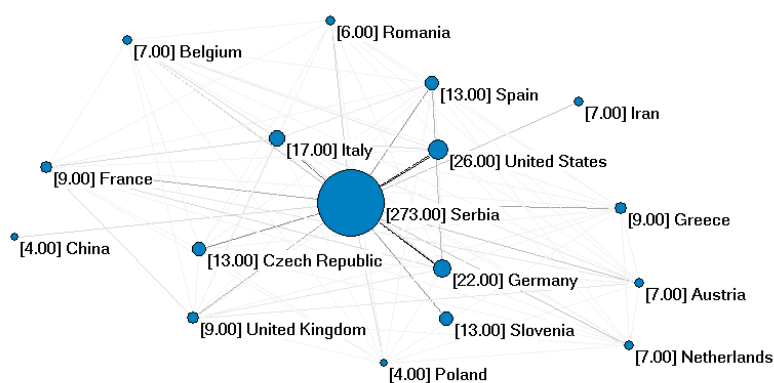 [6.00] Romania
[7.00] Belgium
[13.00] Spain
[7.00] Iran
[17.00] Italy
[26.00] United States
[9.00] France
[273.00] Serbia
[9.00] Greece
[4.00] China
[13.00] Czech Republic
[22.00] Germany
[7.00] Austria
[9.00] United Kingdom
[13.00] Slovenia
[7.00] Netherlands
[4.00] Poland